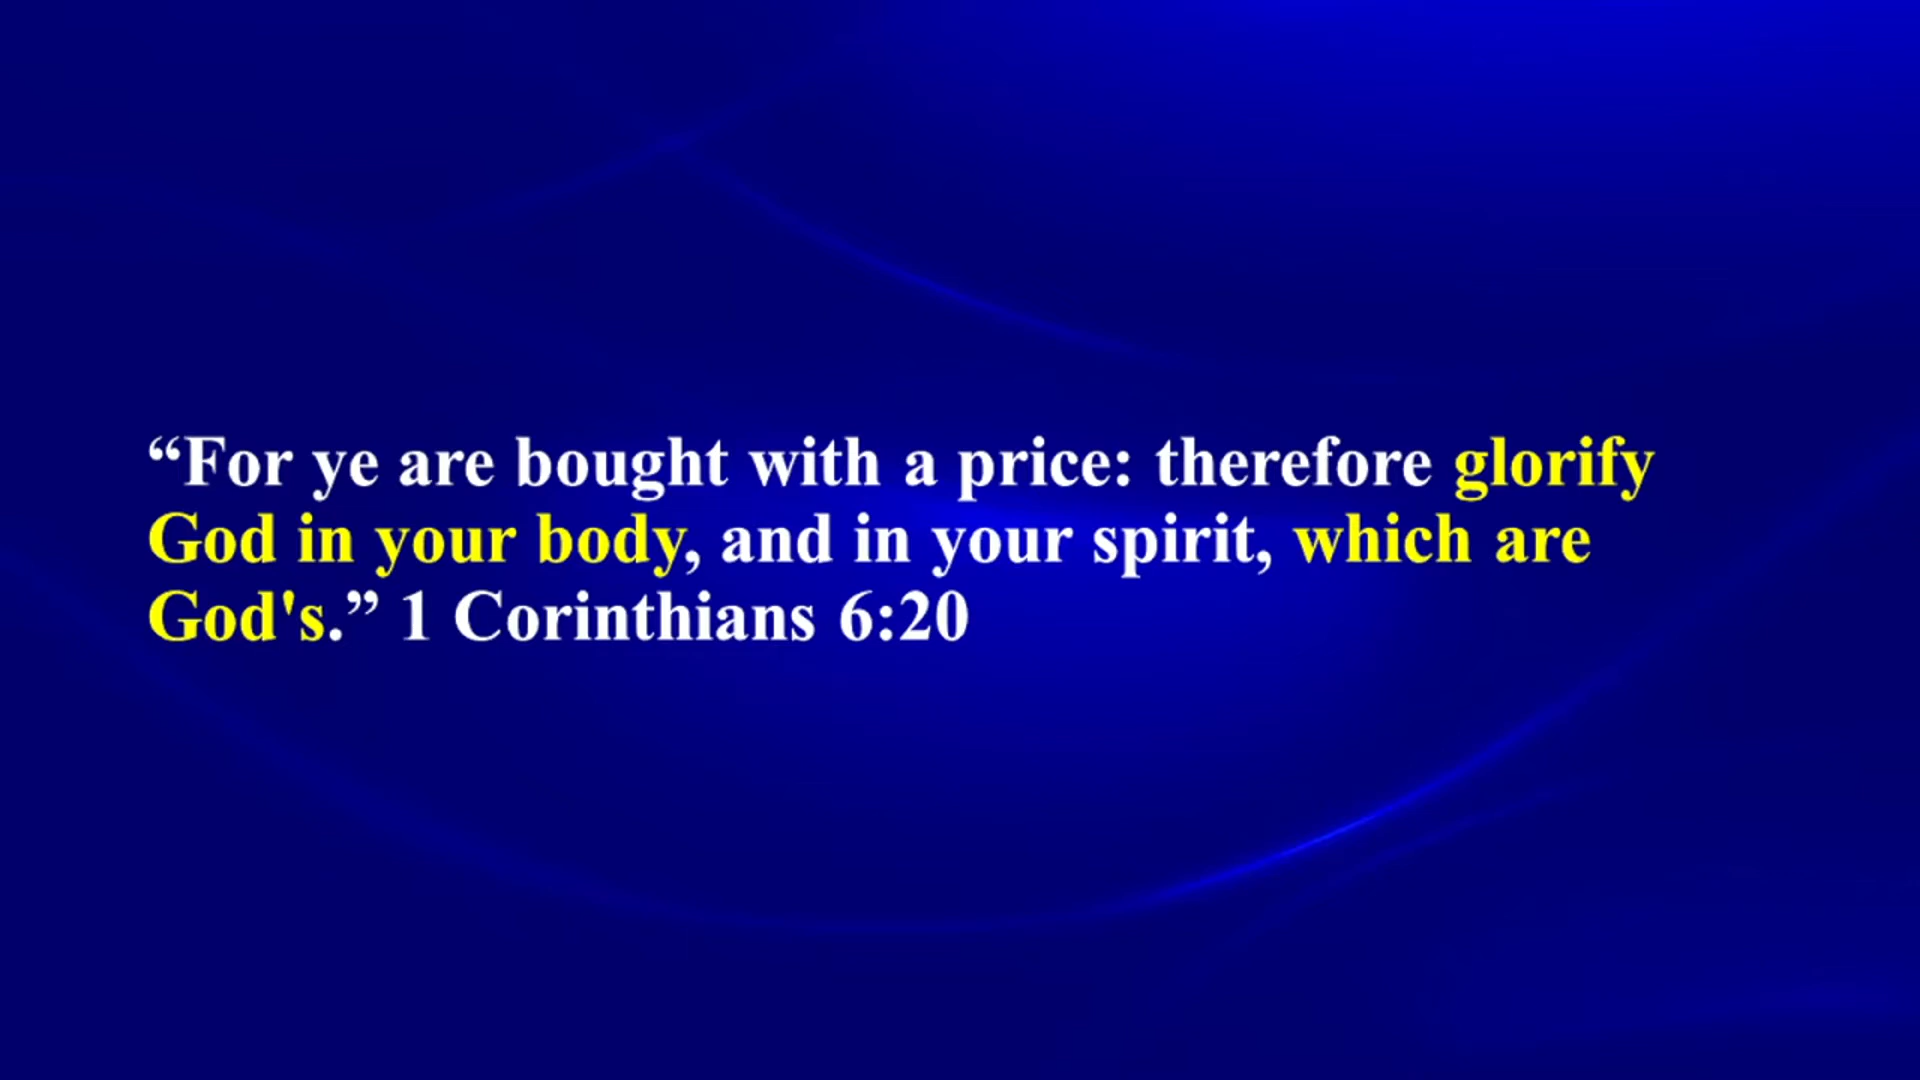 “For ye are bought with a price: therefore glorify
God in your body, and in your spirit, which are
God's.” 1 Corinthians 6:20